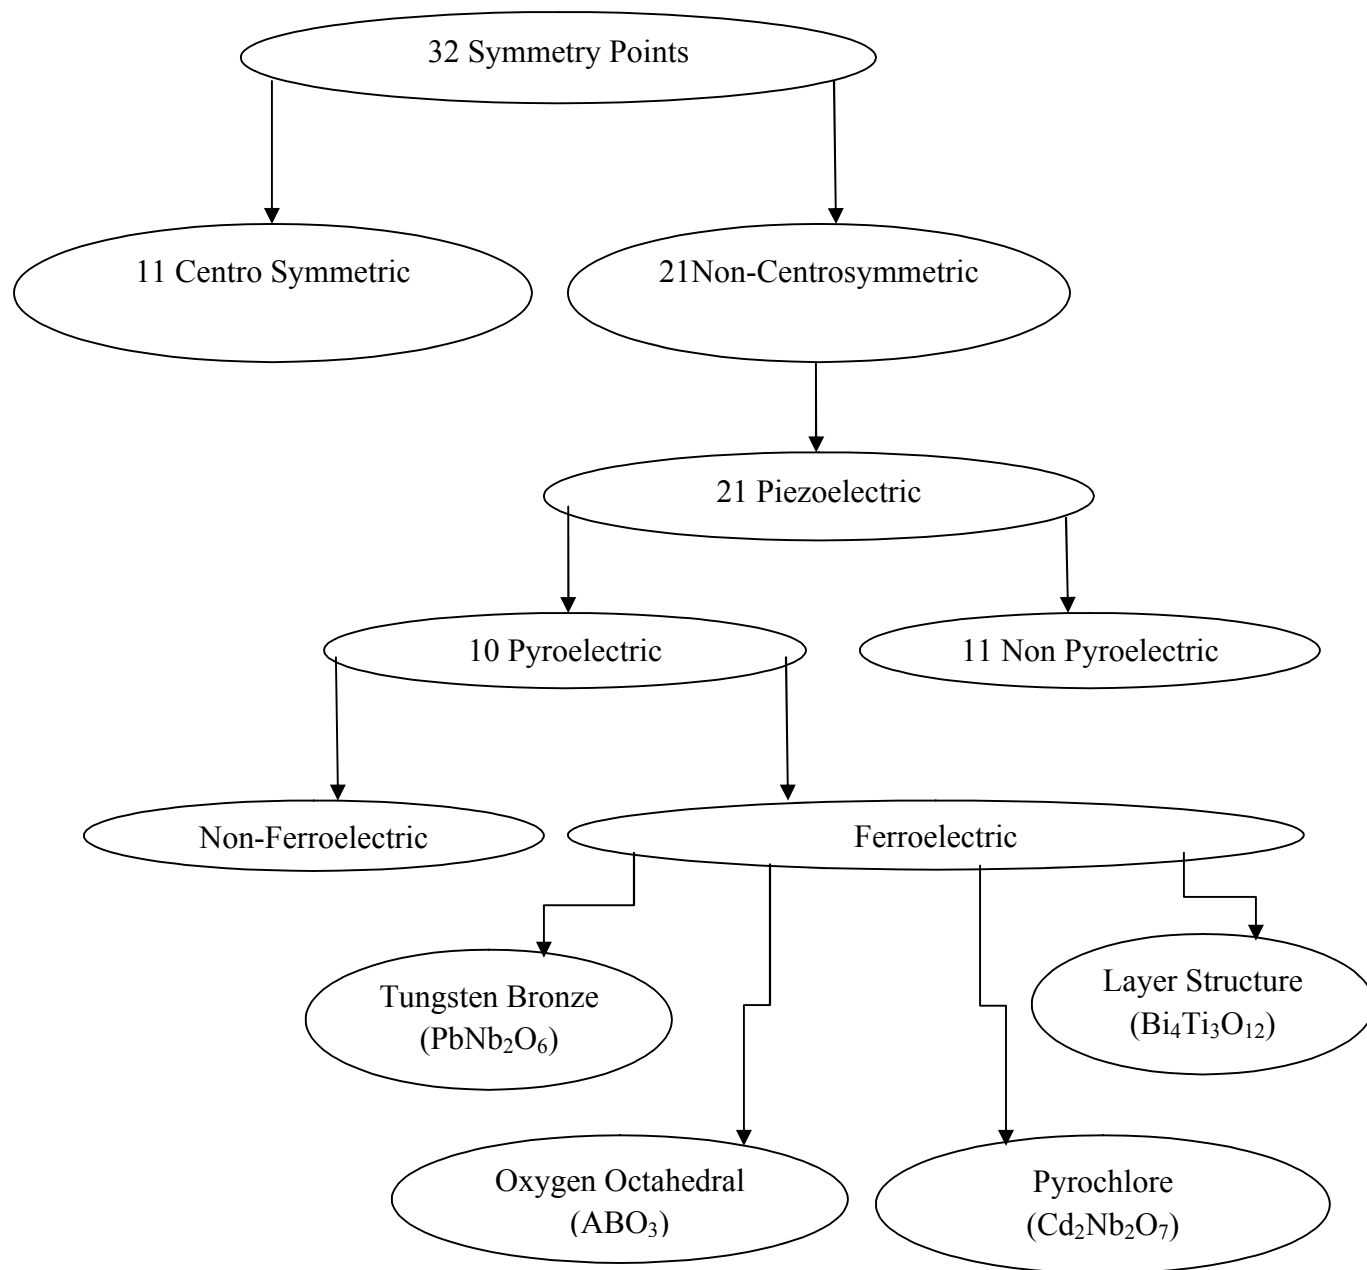 32 Symmetry Points
11 Centro Symmetric
21Non-Centrosymmetric
21 Piezoelectric
10 Pyroelectric
11 Non Pyroelectric
Non-Ferroelectric
Ferroelectric
Tungsten Bronze
(PbNb₂O₆)
Layer Structure
(Bi₄Ti₃O₁₂)
Oxygen Octahedral
(ABO₃)
Pyrochlore
(Cd₂Nb₂O₇)